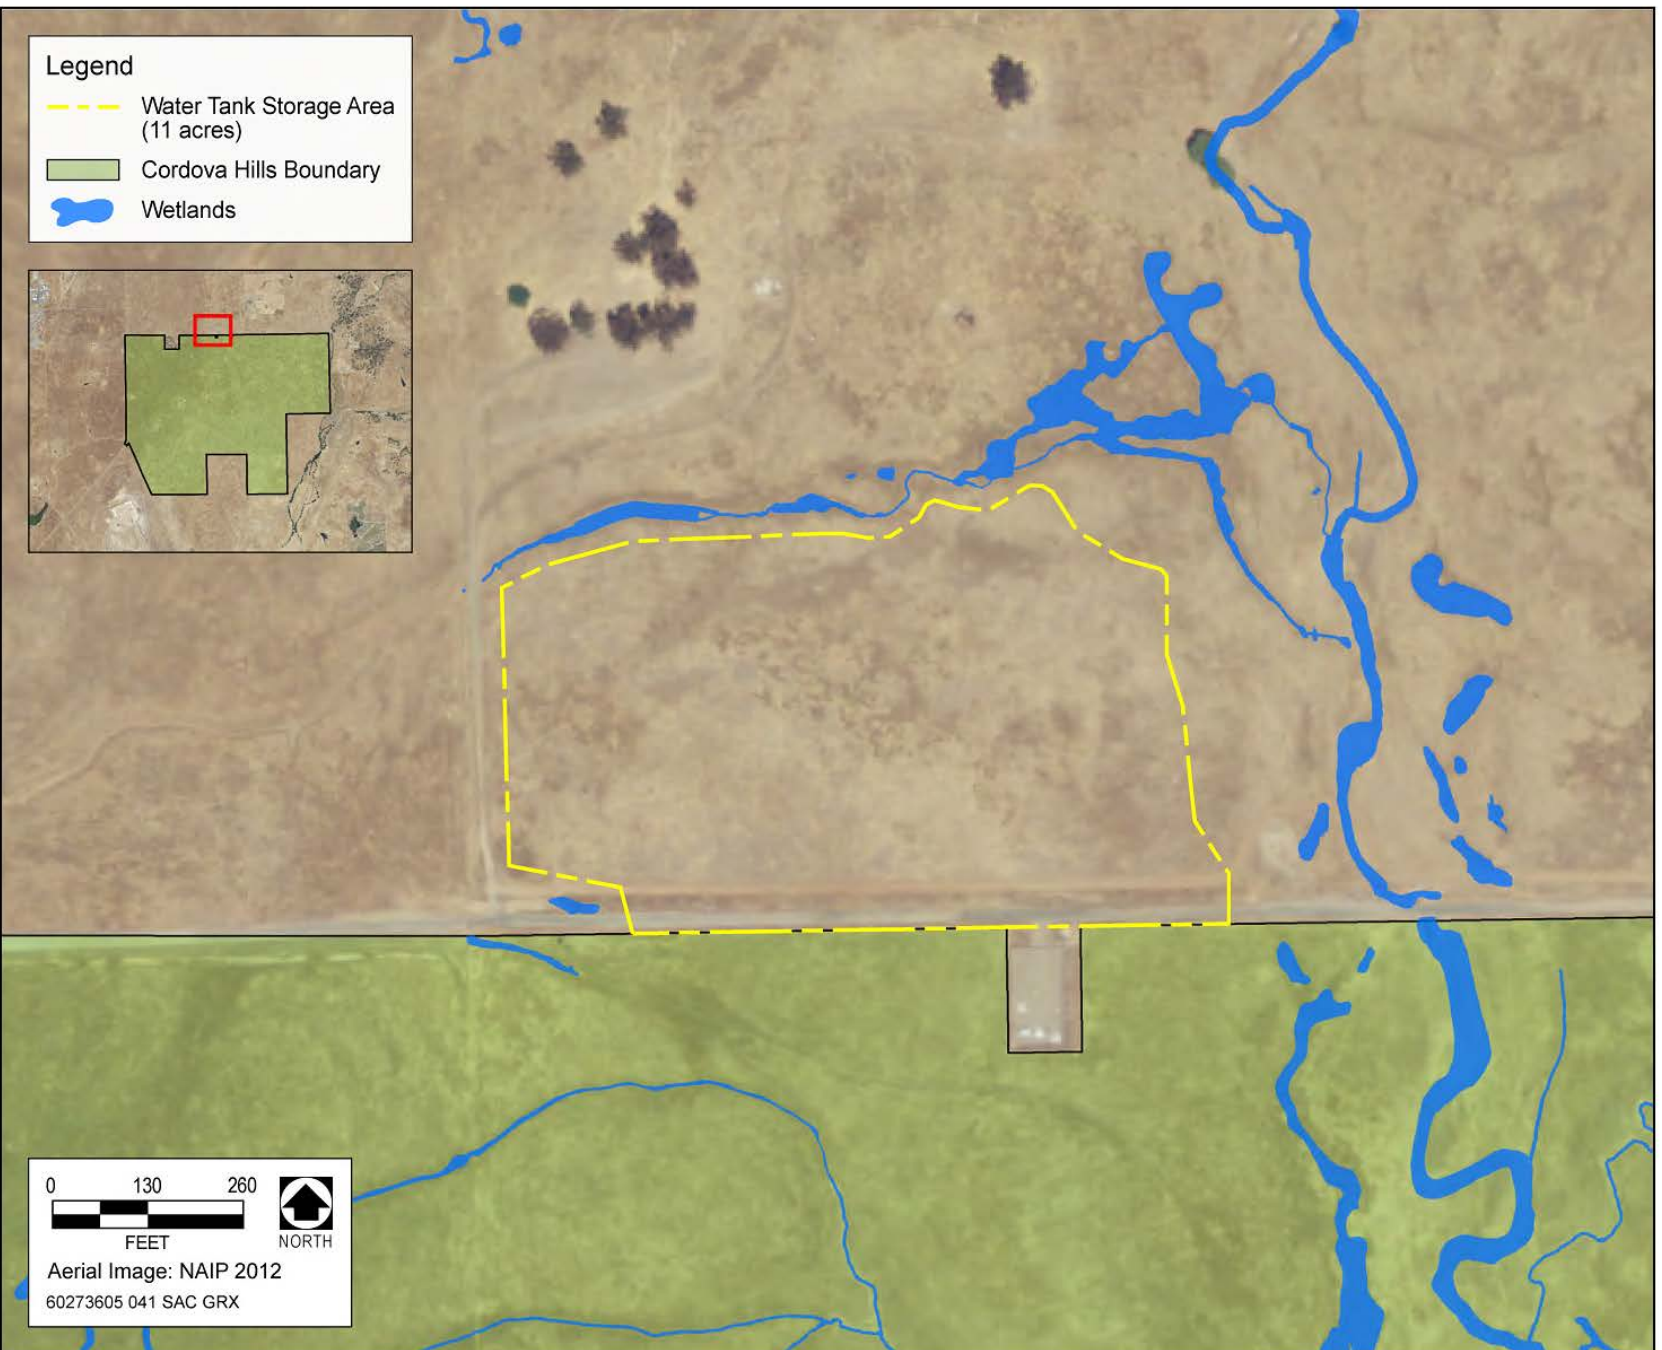 Legend
Water Tank Storage Area
(11 acres)
Cordova Hills Boundary
Wetlands
0 130 260
FEET
NORTH
Aerial Image: NAIP 2012
60273605 041 SAC GRX